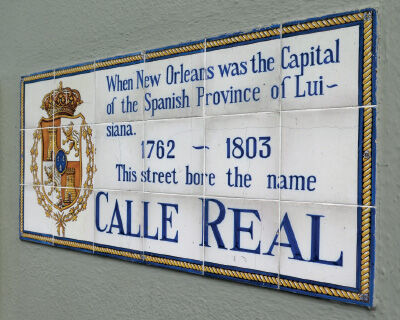 When New Orleans was the Capital
of the Spanish Province of Lui~
siana.
1762 ~ 1803
This street bore the name
CALLE REAL